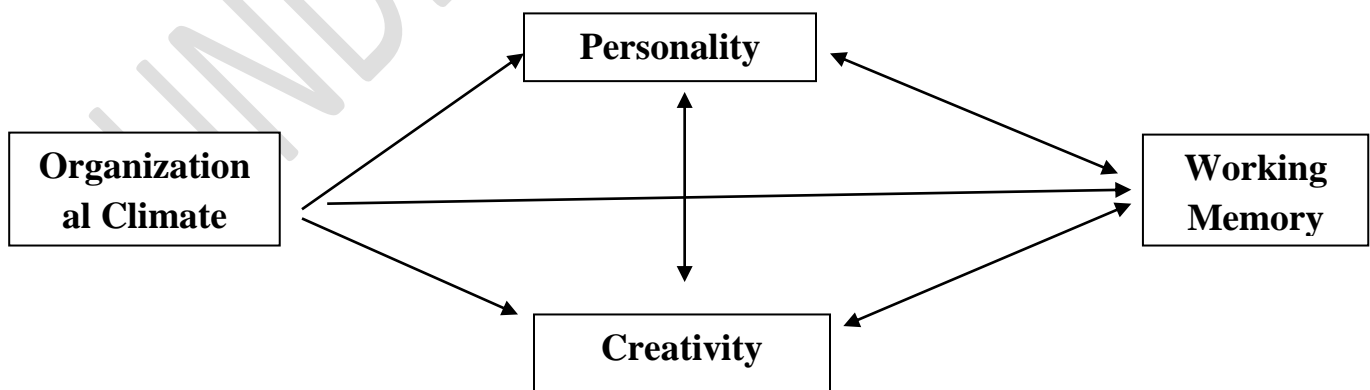 Personality
Organization
al Climate
Working
Memory
Creativity